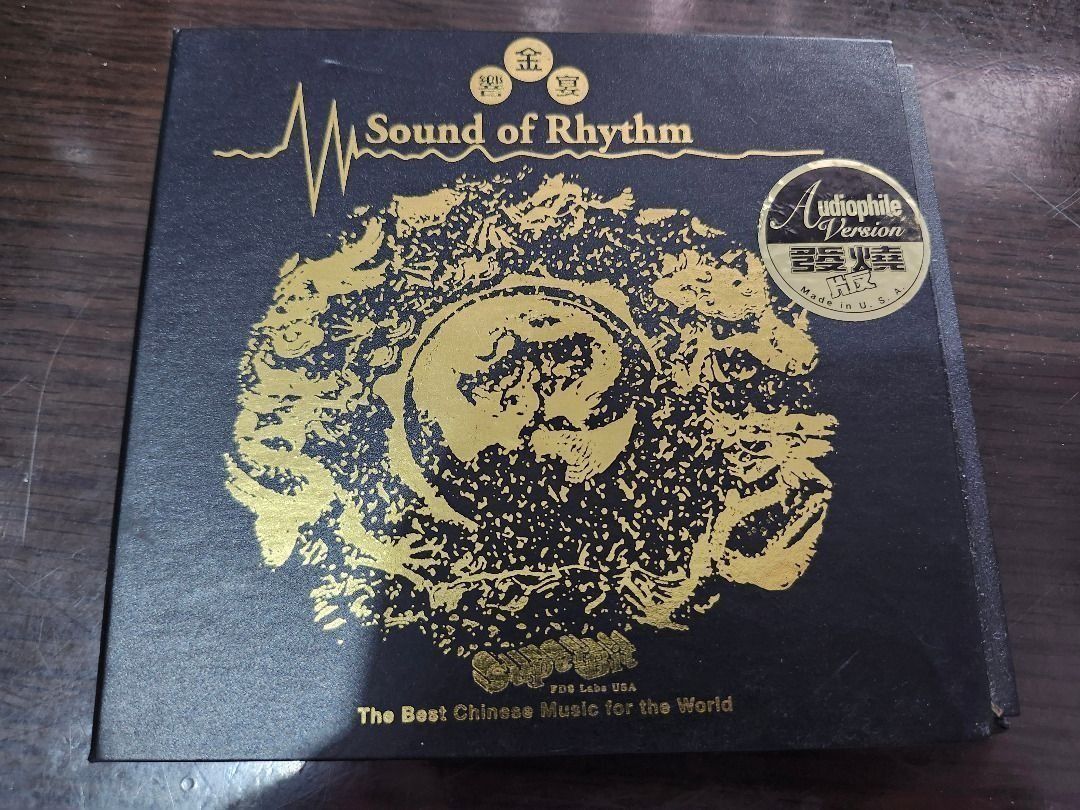 金
響 宴
Sound of Rhythm
Audiophile
Version
發燒
版
Made in U.S.A.
FDS Labs USA
The Best Chinese Music for the World